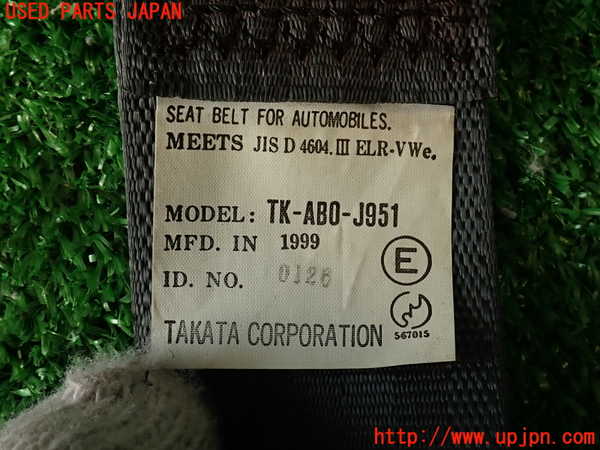 USED PARTS JAPAN
SEAT BELT FOR AUTOMOBILES.
MEETS JIS D 4604. III ELR-VWe.
MODEL: TK-AB0-J951
MFD. IN 1999
E
ID. NO. 0126
567015
TAKATA CORPORATION
http://www.upjpn.com